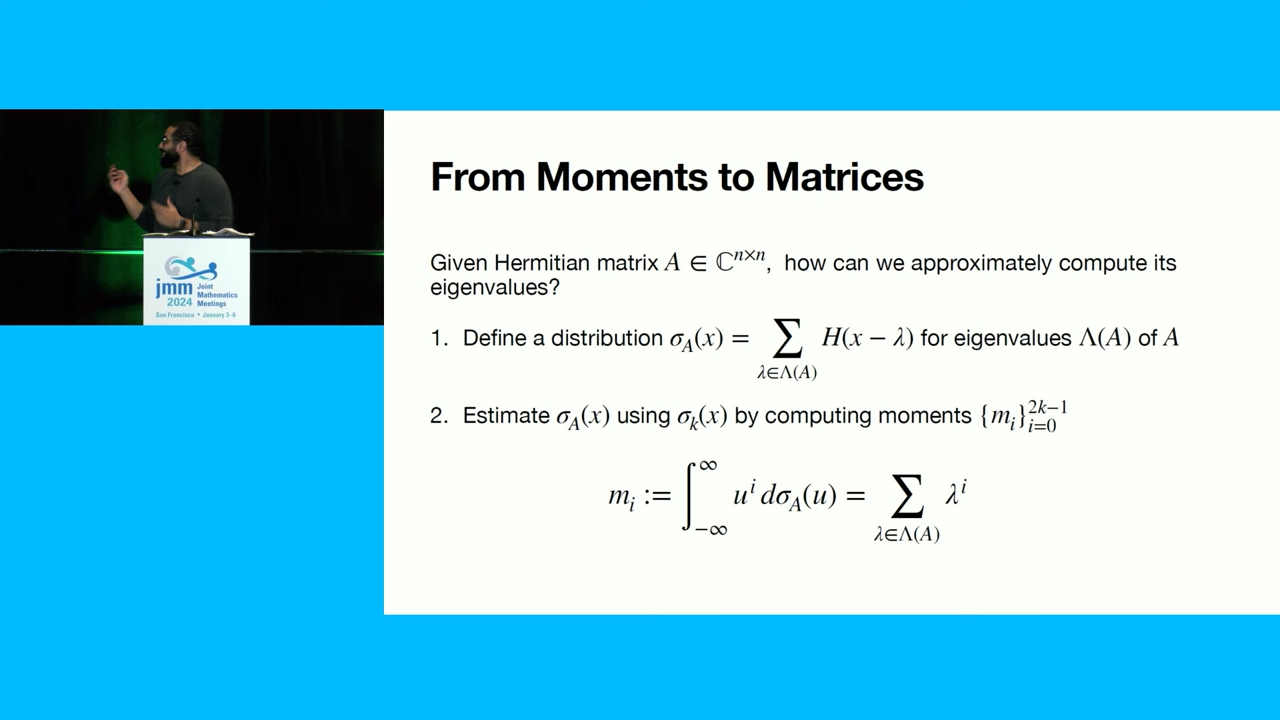 From Moments to Matrices
Given Hermitian matrix A ∈ ℂⁿˣⁿ, how can we approximately compute its
eigenvalues?
1. Define a distribution σ_A(x) = ∑_{λ∈Λ(A)} H(x − λ) for eigenvalues Λ(A) of A
2. Estimate σ_A(x) using σ_k(x) by computing moments {m_i}_{i=0}^{2k−1}
m_i := ∫_{−∞}^{∞} u^i dσ_A(u) = ∑_{λ∈Λ(A)} λ^i
jmm
2024
Joint
Mathematics
Meetings
San Francisco • January 3-6